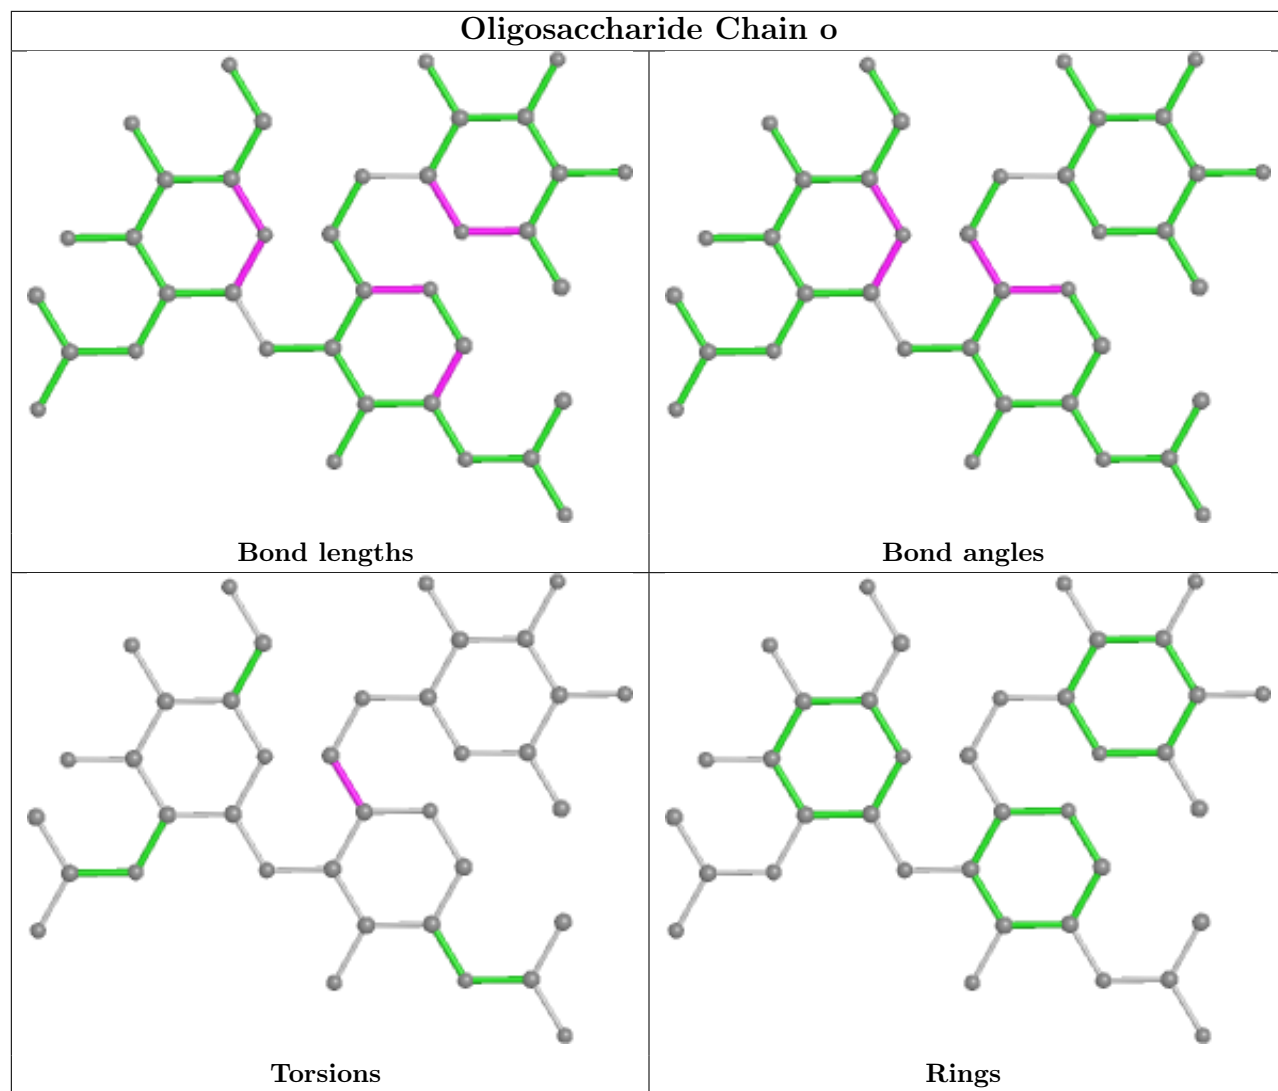 Oligosaccharide Chain o
Bond lengths
Bond angles
Torsions
Rings